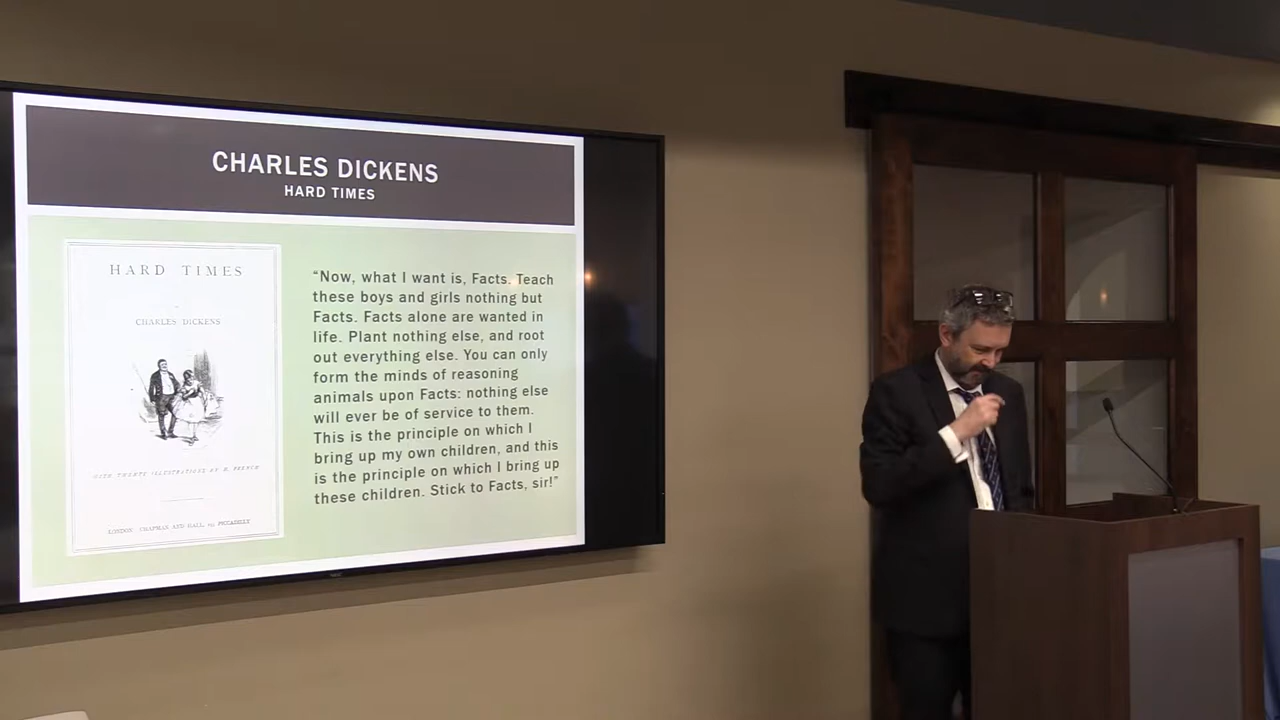 CHARLES DICKENS
HARD TIMES
HARD TIMES
CHARLES DICKENS
LONDON: CHAPMAN AND HALL, 193, PICCADILLY
“Now, what I want is, Facts. Teach
these boys and girls nothing but
Facts. Facts alone are wanted in
life. Plant nothing else, and root
out everything else. You can only
form the minds of reasoning
animals upon Facts: nothing else
will ever be of service to them.
This is the principle on which I
bring up my own children, and this
is the principle on which I bring up
these children. Stick to Facts, sir!”